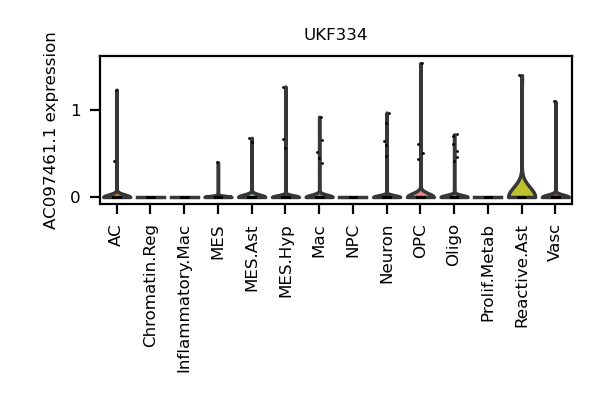 UKF334
AC097461.1 expression
1
0
AC
Chromatin.Reg
Inflammatory.Mac
MES
MES.Ast
MES.Hyp
Mac
NPC
Neuron
OPC
Oligo
Prolif.Metab
Reactive.Ast
Vasc